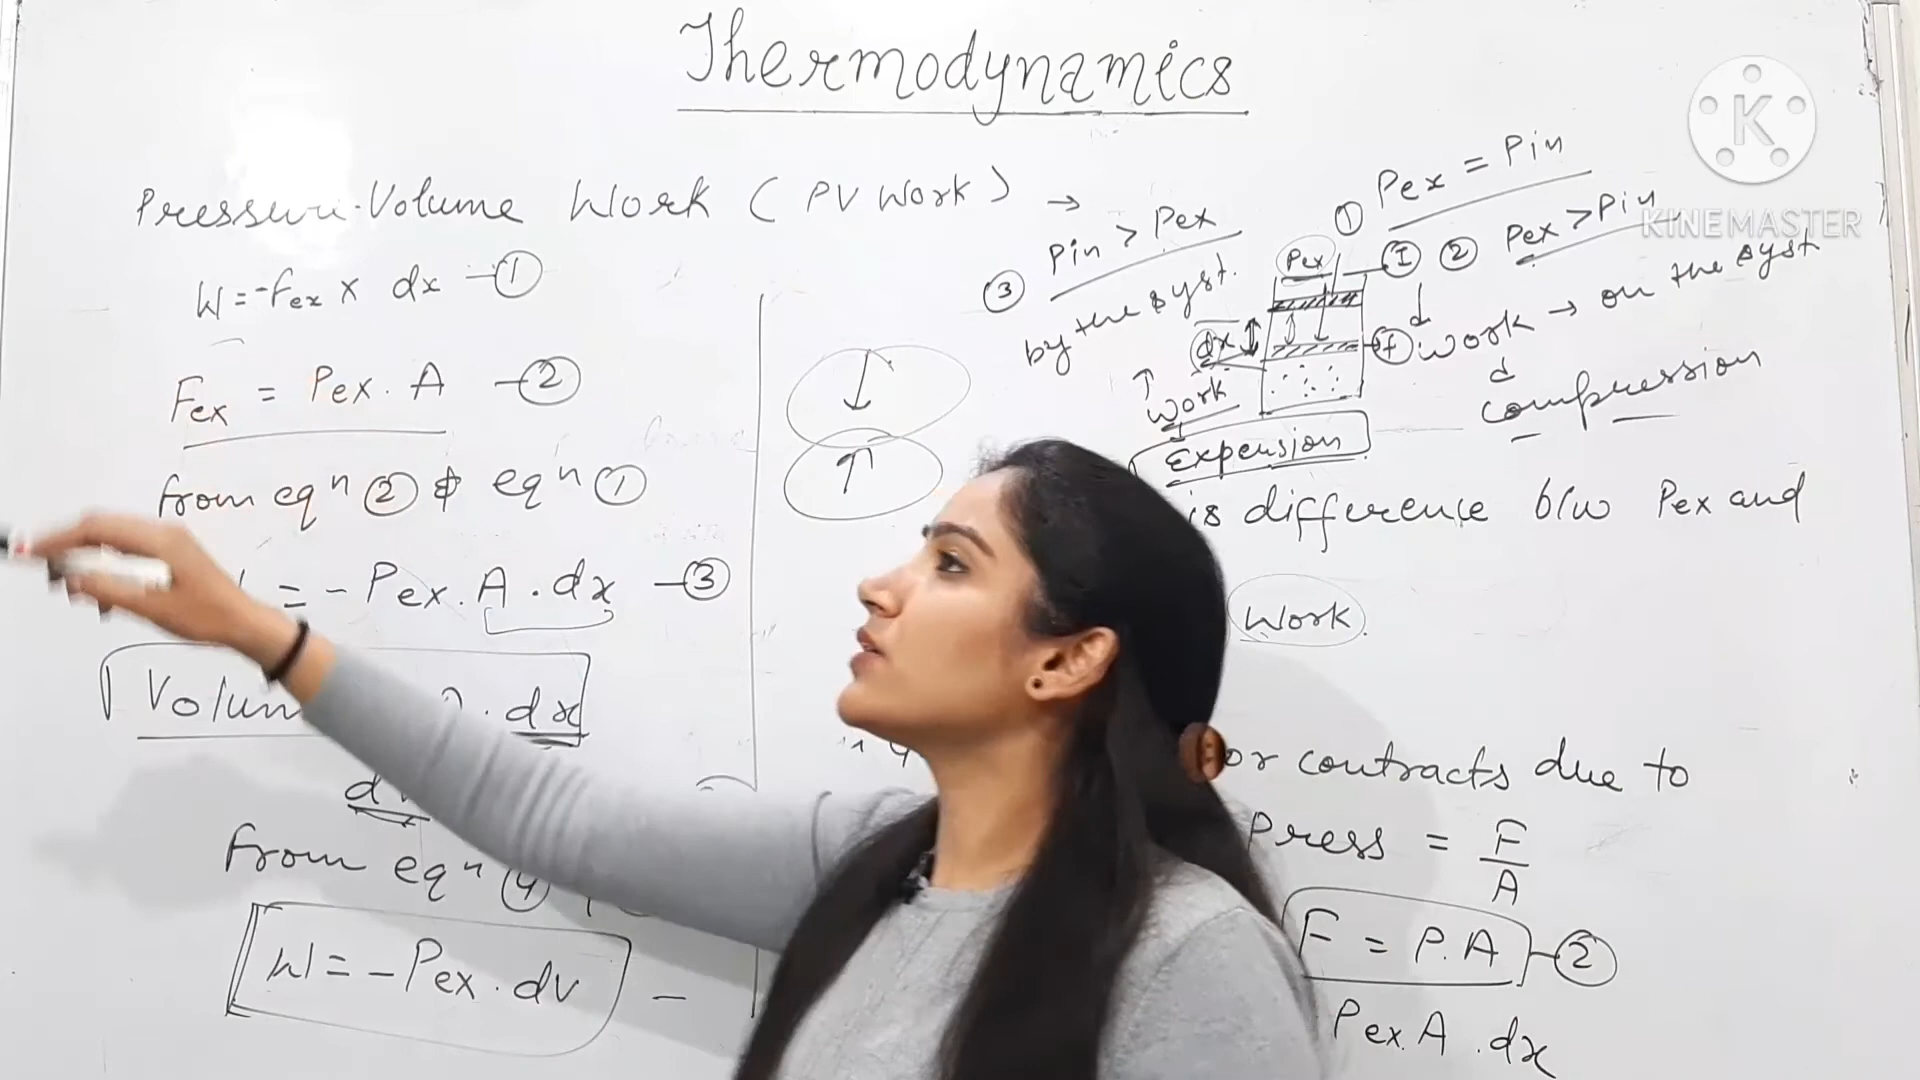 Thermodynamics
Pressure-Volume Work (PV Work) →
W = -Fex x dx -①
Fex = Pex. A -②
from eqⁿ ② & eqⁿ ①
= - Pex. A . dx -③
. dx
from eqⁿ ④
W = - Pex. dv -
① Pex = Pin
② Pex > Pin
↓
Work → on the syst
↓
compression
③ Pin > Pex
by the syst.
↑
Work
↓
Expension
Pex
I
dx
f
is difference b/w Pex and
Work.
or contracts due to
Press = F/A
F = P.A -②
Pex. A . dx
K
KINEMASTER